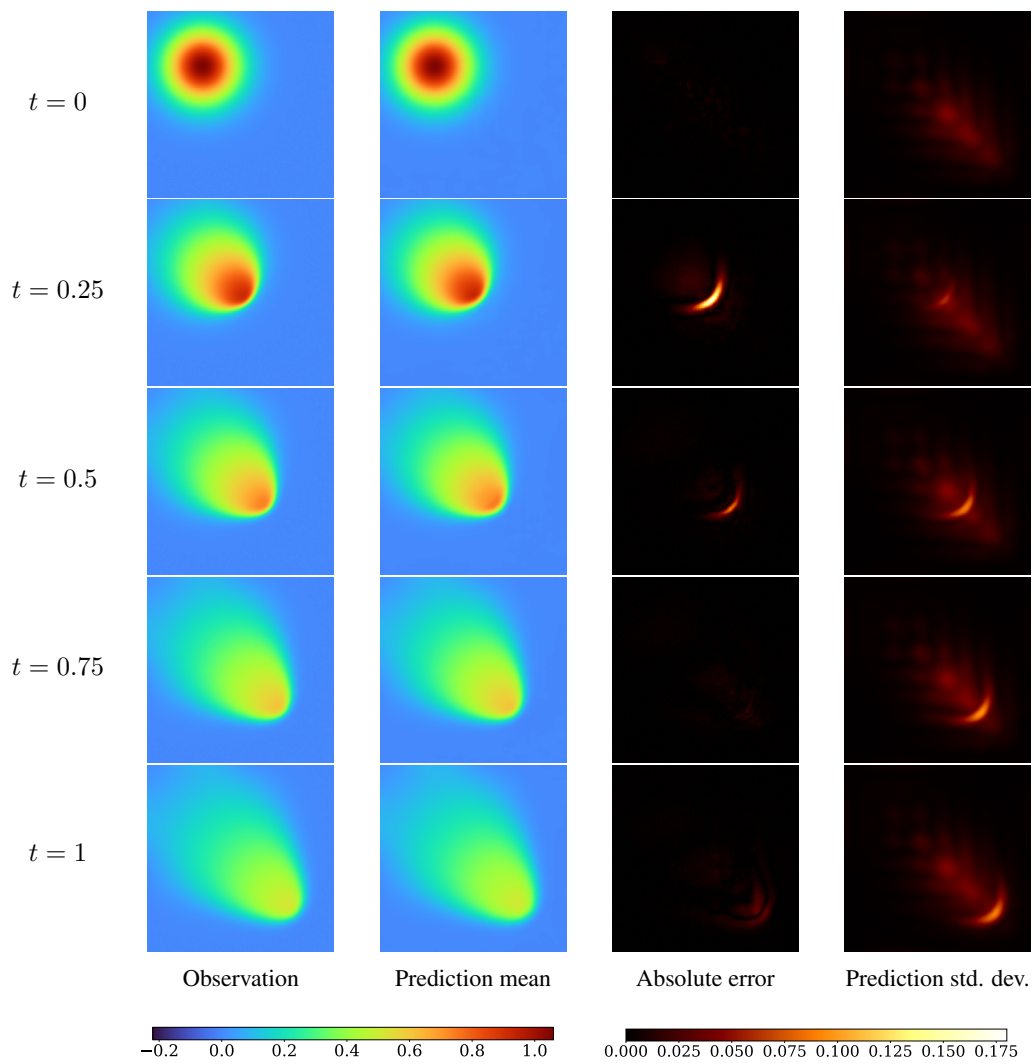 t = 0
t = 0.25
t = 0.5
t = 0.75
t = 1
Observation Prediction mean Absolute error Prediction std. dev.
−0.2 0.0 0.2 0.4 0.6 0.8 1.0
0.000 0.025 0.050 0.075 0.100 0.125 0.150 0.175